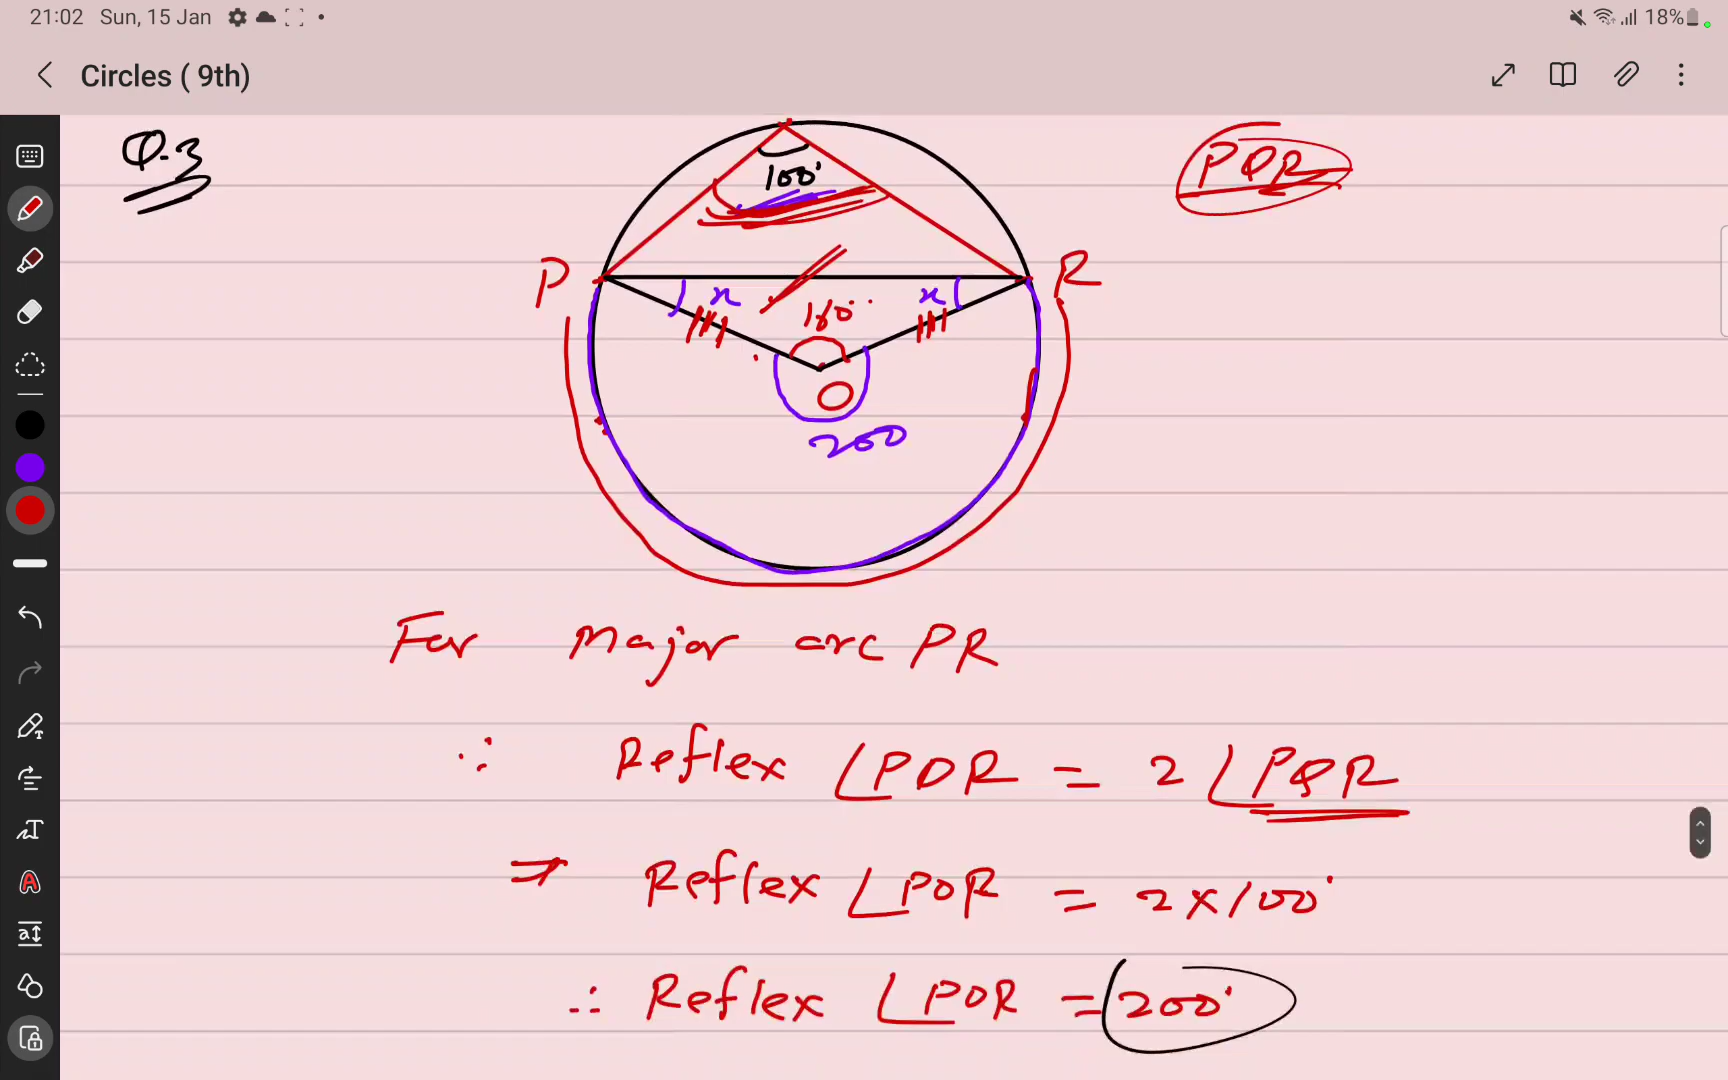 21:02 Sun, 15 Jan
18%
Circles ( 9th)
Q.3
PQR
100°
P
R
x
x
160°
O
200
For Major arc PR
∵ Reflex ∠POR = 2 ∠PQR
⇒ Reflex ∠POR = 2 × 100°
∴ Reflex ∠POR = 200°